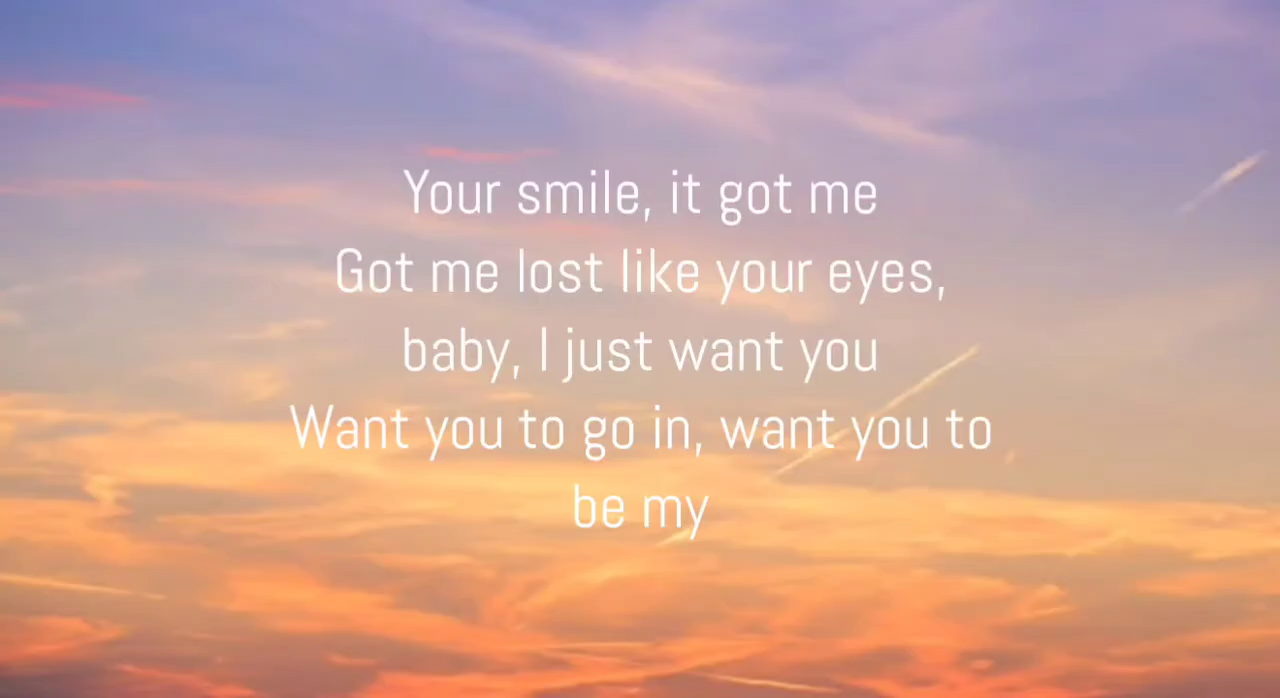 Your smile, it got me
Got me lost like your eyes,
baby, I just want you
Want you to go in, want you to
be my